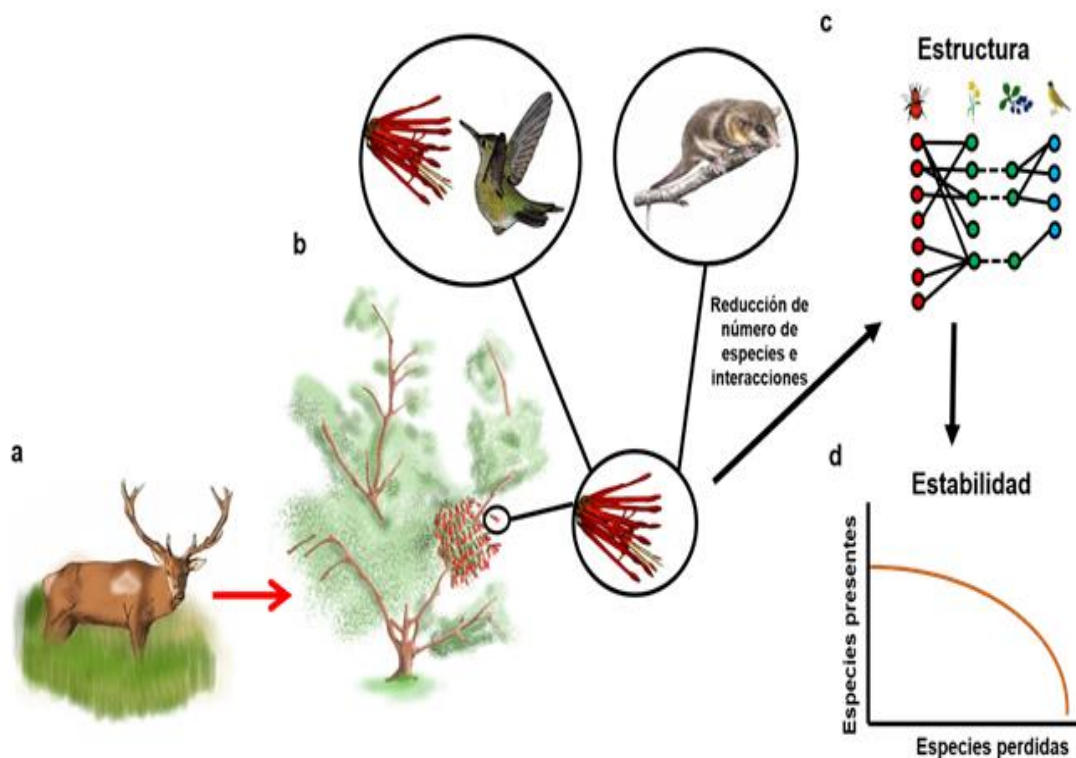 a
b
Reducción de
número de
especies e
interacciones
c
Estructura
d
Estabilidad
Especies presentes
Especies perdidas